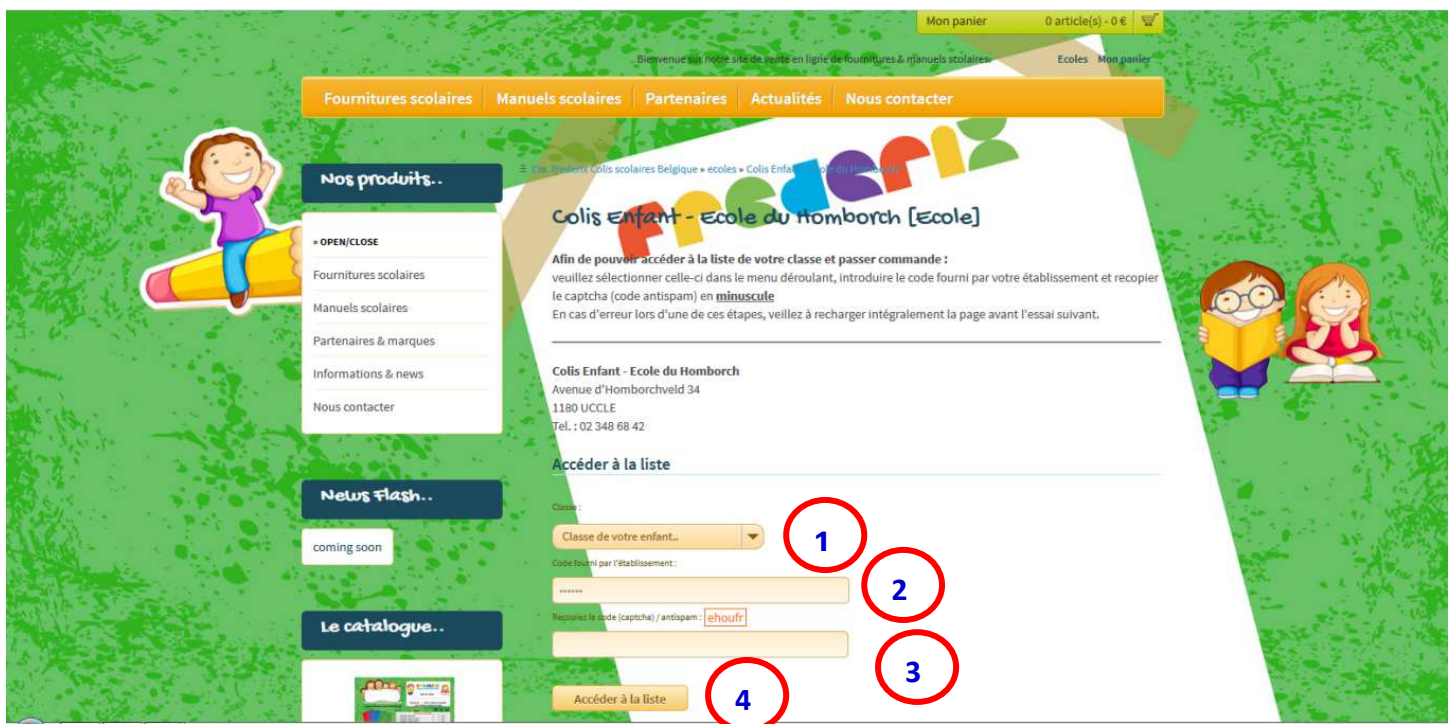 Mon panier 0 article(s) - 0 €
Bienvenue sur notre site de vente en ligne de fournitures & manuels scolaires. Ecoles Mon panier
Fournitures scolaires Manuels scolaires Partenaires Actualités Nous contacter
FREDERIX
Colis scolaires Belgique » ecoles » Colis Enfant
Nos produits..
» OPEN/CLOSE
Fournitures scolaires
Manuels scolaires
Partenaires & marques
Informations & news
Nous contacter
News Flash..
coming soon
Le catalogue..
Colis Enfant - Ecole du Homborch [Ecole]
Afin de pouvoir accéder à la liste de votre classe et passer commande :
veuillez sélectionner celle-ci dans le menu déroulant, introduire le code fourni par votre établissement et recopier
le captcha (code antispam) en minuscule
En cas d'erreur lors d'une de ces étapes, veillez à recharger intégralement la page avant l'essai suivant.
Colis Enfant - Ecole du Homborch
Avenue d'Homborchveld 34
1180 UCCLE
Tel. : 02 348 68 42
Accéder à la liste
Classe :
Classe de votre enfant..
1
Code fourni par l'établissement :
••••••
2
Recopiez le code (captcha) / antispam : ehoufr
3
Accéder à la liste
4